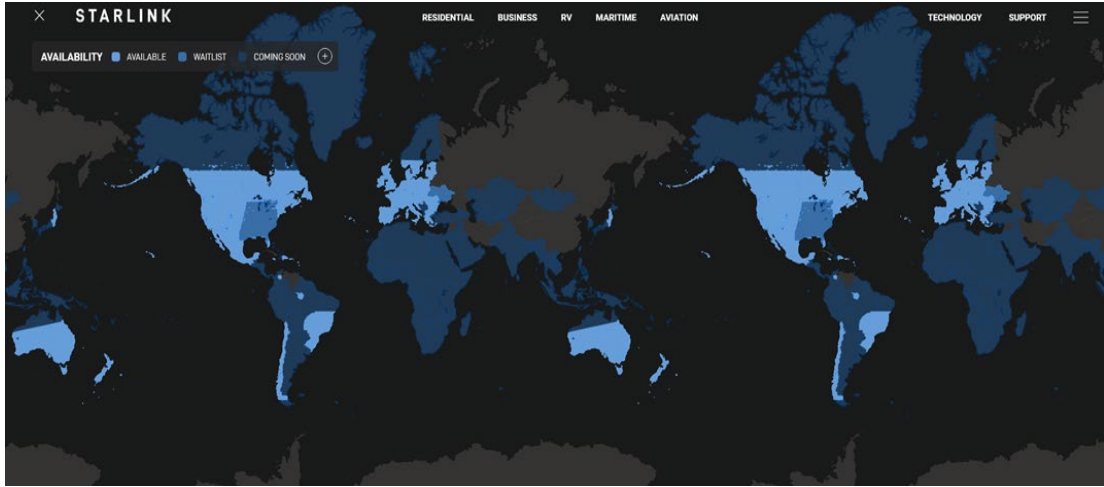 STARLINK
RESIDENTIAL BUSINESS RV MARITIME AVIATION
TECHNOLOGY SUPPORT
AVAILABILITY AVAILABLE WAITLIST COMING SOON